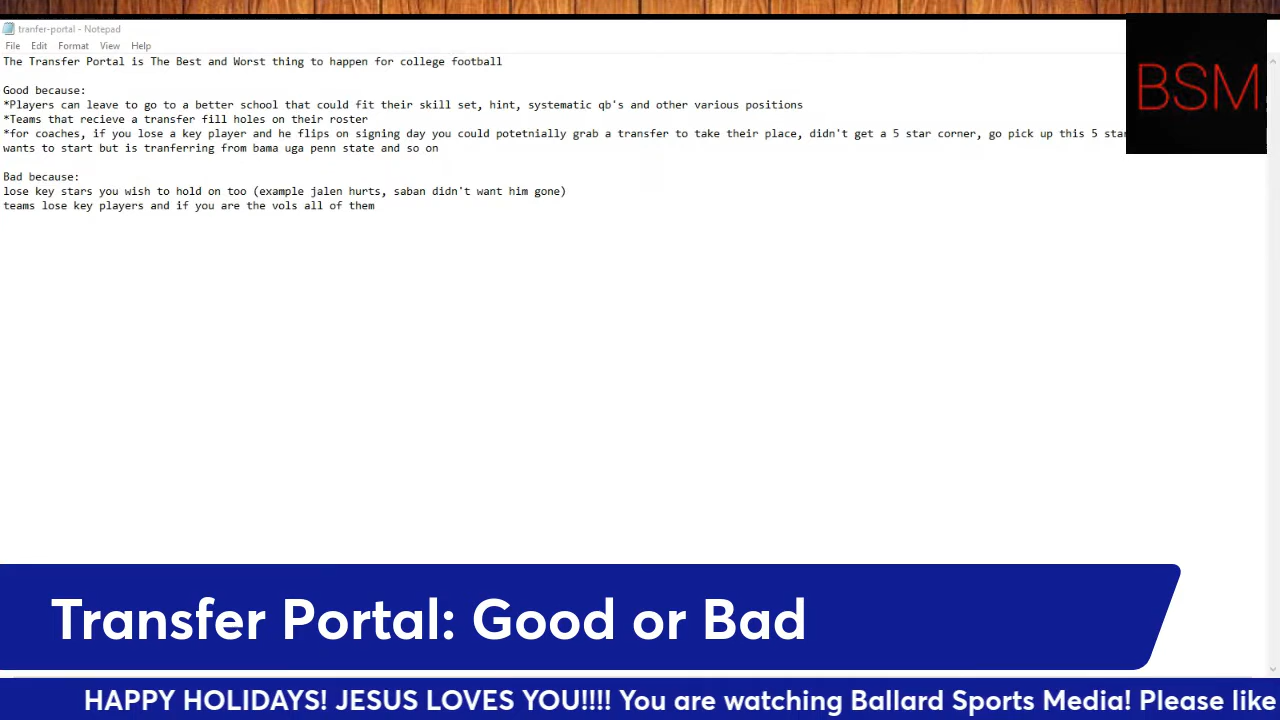 tranfer-portal - Notepad
File Edit Format View Help
The Transfer Portal is The Best and Worst thing to happen for college football
Good because:
*Players can leave to go to a better school that could fit their skill set, hint, systematic qb's and other various positions
*Teams that recieve a transfer fill holes on their roster
*for coaches, if you lose a key player and he flips on signing day you could potetnially grab a transfer to take their place, didn't get a 5 star corner, go pick up this 5 star
wants to start but is tranferring from bama uga penn state and so on
Bad because:
lose key stars you wish to hold on too (example jalen hurts, saban didn't want him gone)
teams lose key players and if you are the vols all of them
BSM
Transfer Portal: Good or Bad
HAPPY HOLIDAYS! JESUS LOVES YOU!!!! You are watching Ballard Sports Media! Please like